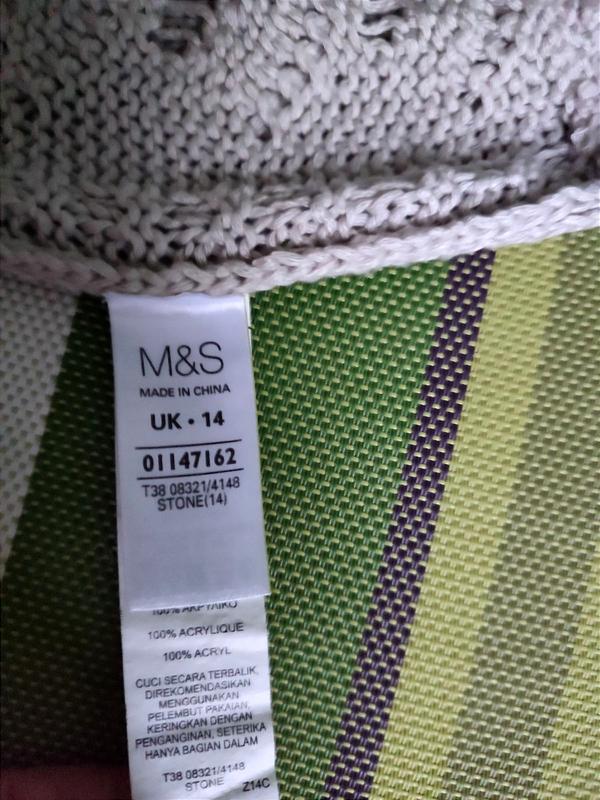 M&S
MADE IN CHINA
UK • 14
01147162
T38 08321/4148
STONE(14)
100% ΑΚΡΥΛΙΚΟ
100% ACRYLIQUE
100% ACRYL
CUCI SECARA TERBALIK,
DIREKOMENDASIKAN
MENGGUNAKAN
PELEMBUT PAKAIAN,
KERINGKAN DENGAN
PENGANGINAN, SETERIKA
HANYA BAGIAN DALAM
T38 08321/4148
STONE Z14C